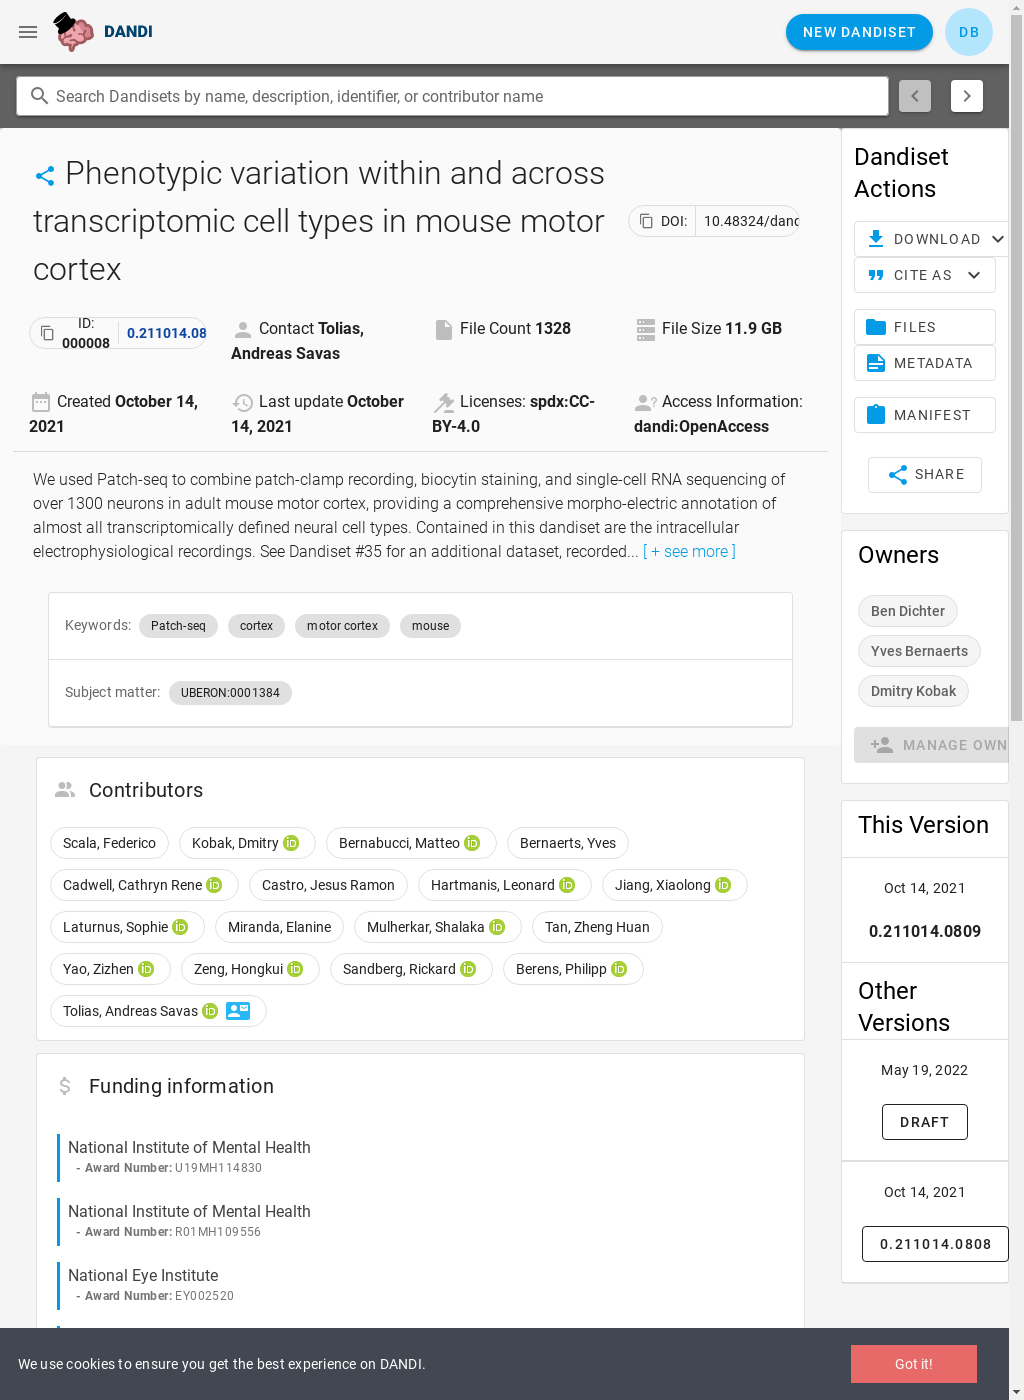 DANDI
NEW DANDISET
DB
Search Dandisets by name, description, identifier, or contributor name
Phenotypic variation within and across
transcriptomic cell types in mouse motor
cortex
DOI: 10.48324/danc
ID:
000008
0.211014.08
Contact Tolias,
Andreas Savas
File Count 1328
File Size 11.9 GB
Created October 14,
2021
Last update October
14, 2021
Licenses: spdx:CC-
BY-4.0
Access Information:
dandi:OpenAccess
We used Patch-seq to combine patch-clamp recording, biocytin staining, and single-cell RNA sequencing of
over 1300 neurons in adult mouse motor cortex, providing a comprehensive morpho-electric annotation of
almost all transcriptomically defined neural cell types. Contained in this dandiset are the intracellular
electrophysiological recordings. See Dandiset #35 for an additional dataset, recorded... [ + see more ]
Keywords: Patch-seq cortex motor cortex mouse
Subject matter: UBERON:0001384
Contributors
Scala, Federico Kobak, Dmitry iD Bernabucci, Matteo iD Bernaerts, Yves
Cadwell, Cathryn Rene iD Castro, Jesus Ramon Hartmanis, Leonard iD Jiang, Xiaolong iD
Laturnus, Sophie iD Miranda, Elanine Mulherkar, Shalaka iD Tan, Zheng Huan
Yao, Zizhen iD Zeng, Hongkui iD Sandberg, Rickard iD Berens, Philipp iD
Tolias, Andreas Savas iD
Funding information
National Institute of Mental Health
- Award Number: U19MH114830
National Institute of Mental Health
- Award Number: R01MH109556
National Eye Institute
- Award Number: EY002520
Dandiset
Actions
DOWNLOAD
CITE AS
FILES
METADATA
MANIFEST
SHARE
Owners
Ben Dichter
Yves Bernaerts
Dmitry Kobak
MANAGE OWN
This Version
Oct 14, 2021
0.211014.0809
Other
Versions
May 19, 2022
DRAFT
Oct 14, 2021
0.211014.0808
We use cookies to ensure you get the best experience on DANDI.
Got it!